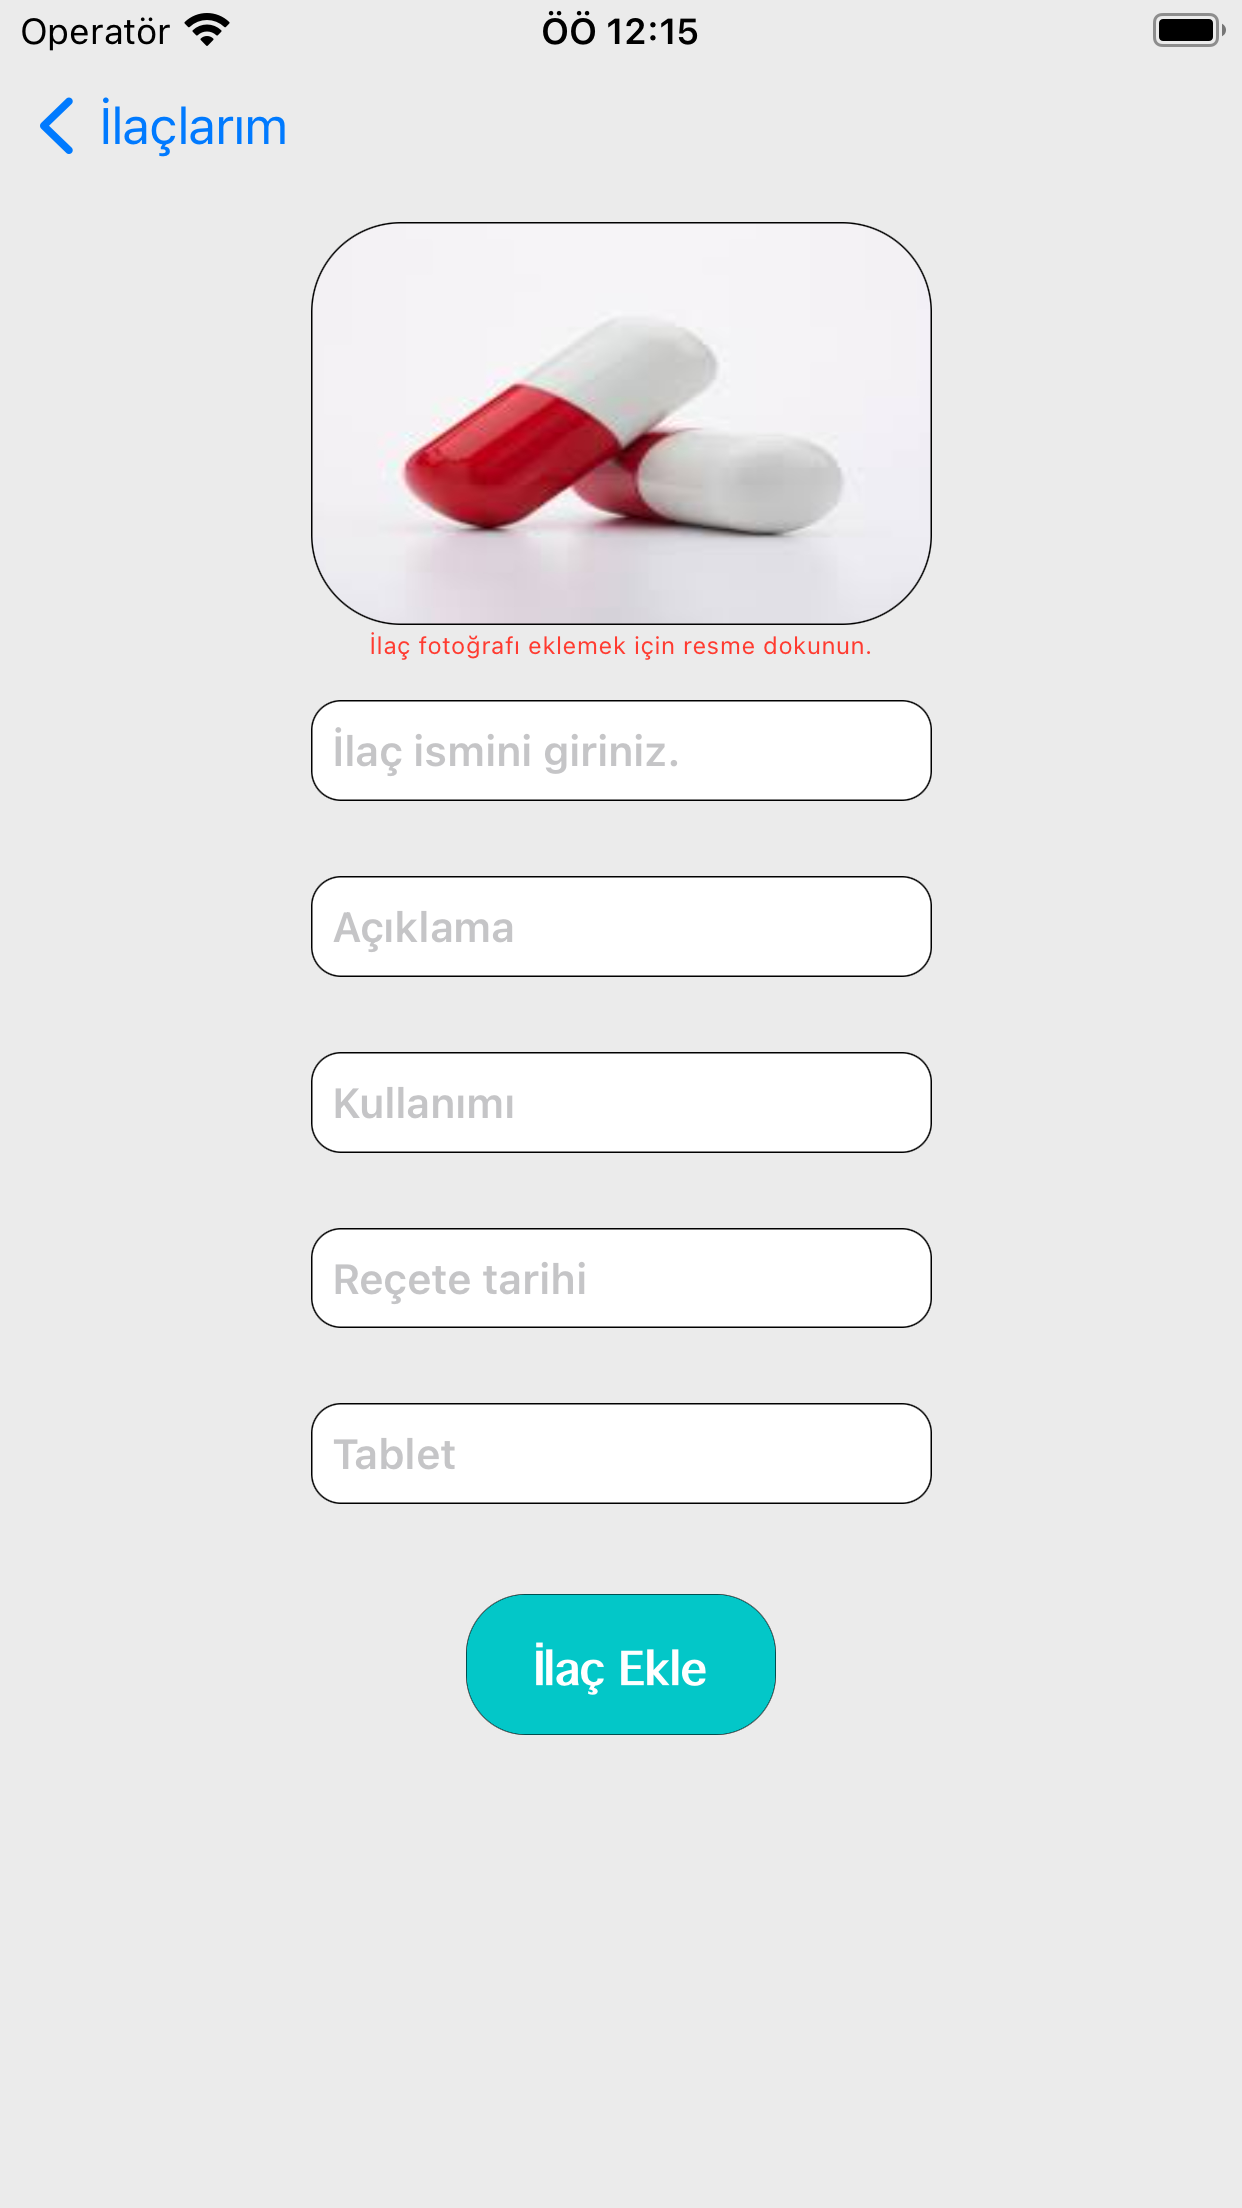 Operatör
ÖÖ 12:15
İlaçlarım
İlaç fotoğrafı eklemek için resme dokunun.
İlaç ismini giriniz.
Açıklama
Kullanımı
Reçete tarihi
Tablet
İlaç Ekle